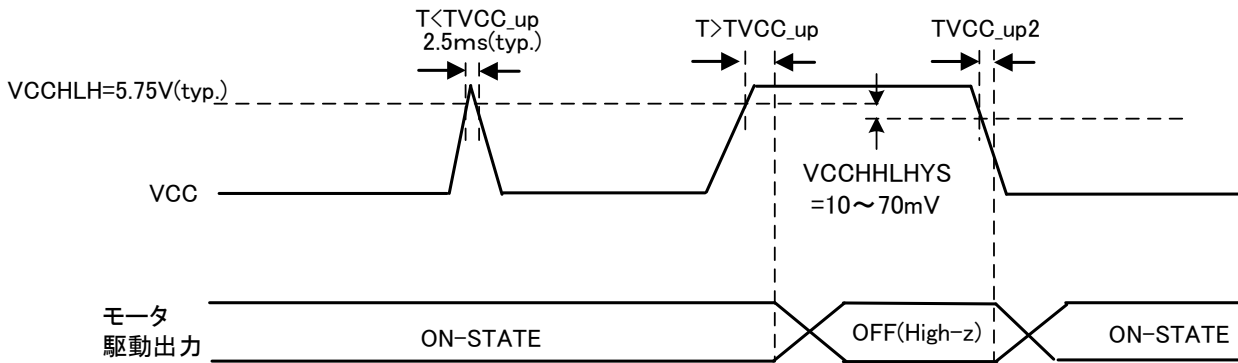 T<TVCC_up
2.5ms(typ.)
T>TVCC_up
TVCC_up2
VCCHLH=5.75V(typ.)
VCC
VCCHHLHYS
=10～70mV
モータ
駆動出力
ON-STATE
OFF(High-z)
ON-STATE